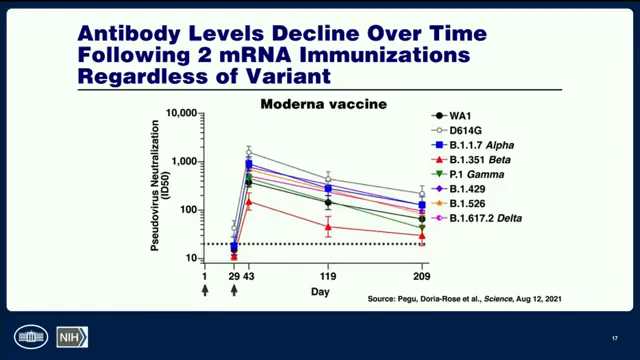 Antibody Levels Decline Over Time
Following 2 mRNA Immunizations
Regardless of Variant
Moderna vaccine
Pseudovirus Neutralization
(ID50)
10,000
1,000
100
10
1
29
43
119
209
Day
WA1
D614G
B.1.1.7 Alpha
B.1.351 Beta
P.1 Gamma
B.1.429
B.1.526
B.1.617.2 Delta
Source: Pegu, Doria-Rose et al., Science, Aug 12, 2021
NIH
17